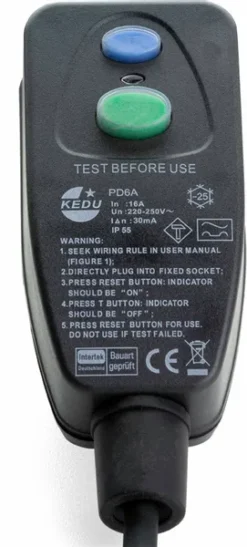 TEST BEFORE USE
KEDU
PD6A
In : 16A
Un : 220-250V~
IΔn : 30mA
IP 55
-25
T
WARNING:
1. SEEK WIRING RULE IN USER MANUAL
(FIGURE 1);
2.DIRECTLY PLUG INTO FIXED SOCKET;
3.PRESS RESET BUTTON: INDICATOR
SHOULD BE "ON" ;
4.PRESS T BUTTON: INDICATOR
SHOULD BE "OFF" ;
5. PRESS RESET BUTTON FOR USE.
DO NOT USE IF TEST FAILED.
Intertek Bauart
Deutschland geprüft
CE